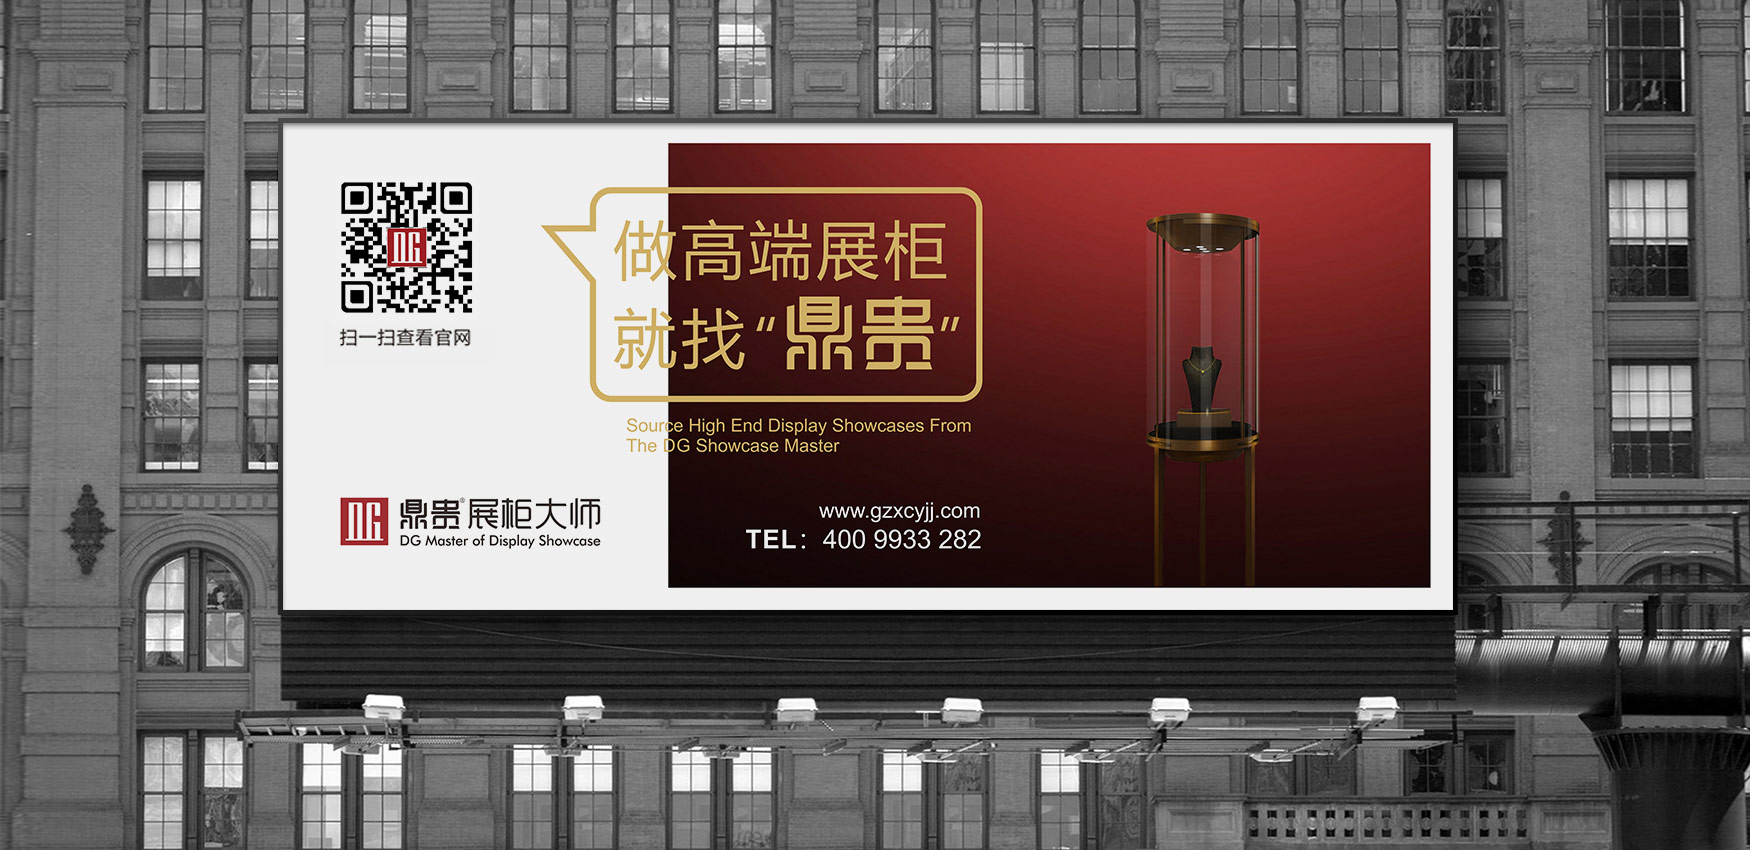 DG
扫一扫查看官网
做高端展柜
就找“鼎贵”
Source High End Display Showcases From
The DG Showcase Master
DG 鼎贵®展柜大师
DG Master of Display Showcase
www.gzxcyjj.com
TEL：400 9933 282